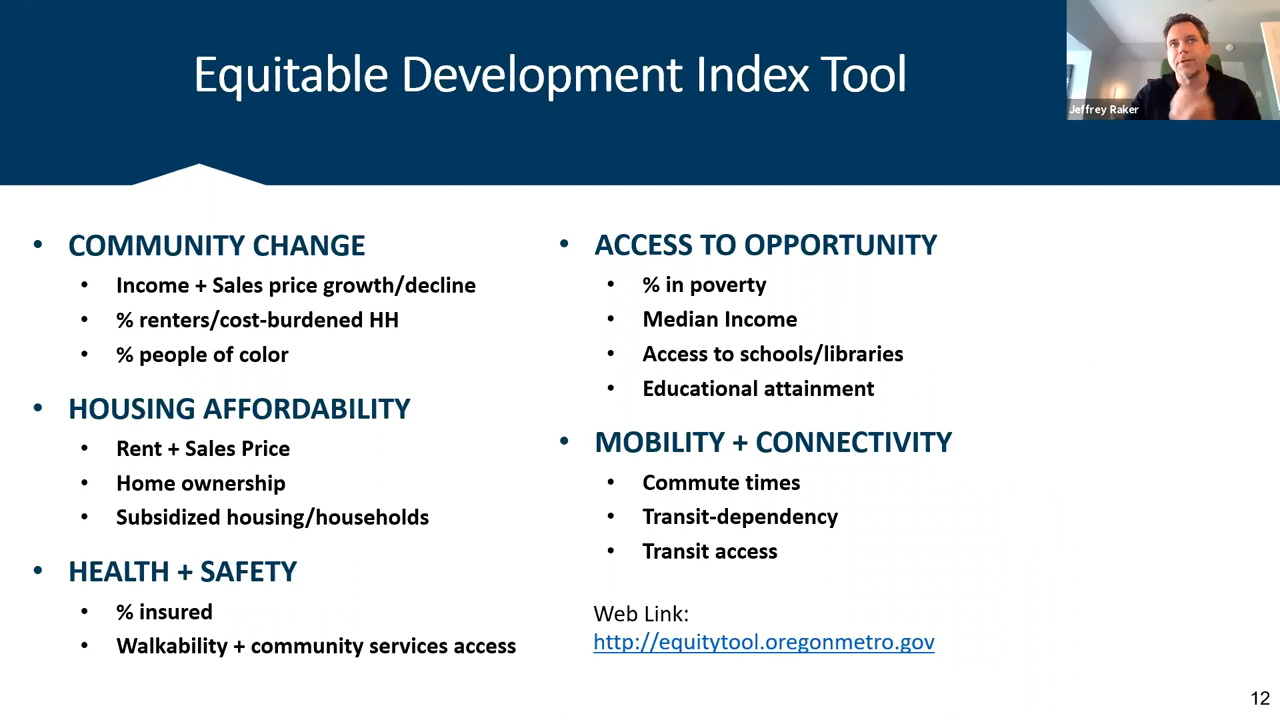 Equitable Development Index Tool
Jeffrey Raker
• COMMUNITY CHANGE
• Income + Sales price growth/decline
• % renters/cost-burdened HH
• % people of color
• HOUSING AFFORDABILITY
• Rent + Sales Price
• Home ownership
• Subsidized housing/households
• HEALTH + SAFETY
• % insured
• Walkability + community services access
• ACCESS TO OPPORTUNITY
• % in poverty
• Median Income
• Access to schools/libraries
• Educational attainment
• MOBILITY + CONNECTIVITY
• Commute times
• Transit-dependency
• Transit access
Web Link:
http://equitytool.oregonmetro.gov
12